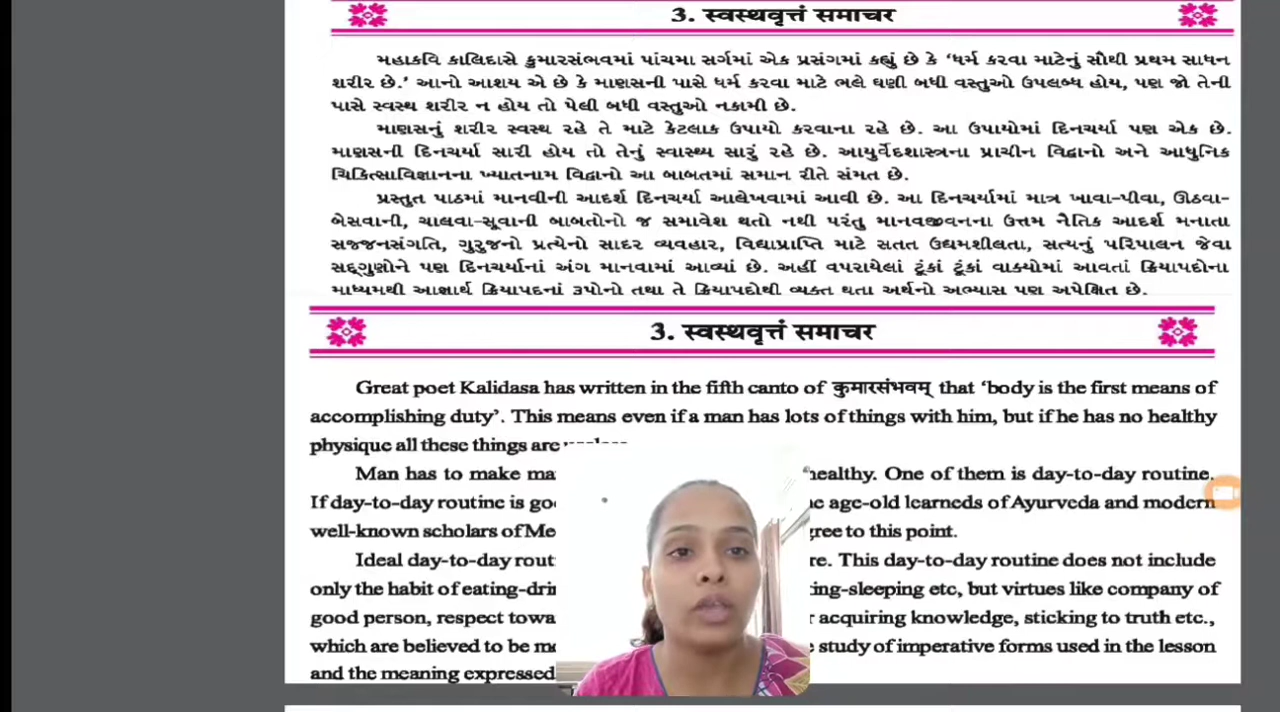 3. स्वस्थवृत्तं समाचर
મહાકવિ કાલિદાસે કુમારસંભવમાં પાંચમા સર્ગમાં એક પ્રસંગમાં કહ્યું છે કે 'ધર્મ કરવા માટેનું સૌથી પ્રથમ સાધન
શરીર છે.' આનો આશય એ છે કે માણસની પાસે ધર્મ કરવા માટે ભલે ઘણી બધી વસ્તુઓ ઉપલબ્ધ હોય, પણ જો તેની
પાસે સ્વસ્થ શરીર ન હોય તો પેલી બધી વસ્તુઓ નકામી છે.
માણસનું શરીર સ્વસ્થ રહે તે માટે કેટલાક ઉપાયો કરવાના રહે છે. આ ઉપાયોમાં દિનચર્યા પણ એક છે.
માણસની દિનચર્યા સારી હોય તો તેનું સ્વાસ્થ્ય સારું રહે છે. આયુર્વેદશાસ્ત્રના પ્રાચીન વિદ્વાનો અને આધુનિક
ચિકિત્સાવિજ્ઞાનના ખ્યાતનામ વિદ્વાનો આ બાબતમાં સમાન રીતે સંમત છે.
પ્રસ્તુત પાઠમાં માનવીની આદર્શ દિનચર્યા આલેખવામાં આવી છે. આ દિનચર્યામાં માત્ર ખાવા-પીવા, ઊઠવા-
બેસવાની, ચાલવા-સૂવાની બાબતોનો જ સમાવેશ થતો નથી પરંતુ માનવજીવનના ઉત્તમ નૈતિક આદર્શ મનાતા
સજ્જનસંગતિ, ગુરુજનો પ્રત્યેનો સાદર વ્યવહાર, વિદ્યાપ્રાપ્તિ માટે સતત ઉદ્યમશીલતા, સત્યનું પરિપાલન જેવા
સદ્ગુણોને પણ દિનચર્યાનાં અંગ માનવામાં આવ્યાં છે. અહીં વપરાયેલાં ટૂંકાં ટૂંકાં વાક્યોમાં આવતાં ક્રિયાપદોના
માધ્યમથી આજ્ઞાર્થ ક્રિયાપદનાં રૂપોનો તથા તે ક્રિયાપદોથી વ્યક્ત થતા અર્થનો અભ્યાસ પણ અપેક્ષિત છે.
3. स्वस्थवृत्तं समाचर
Great poet Kalidasa has written in the fifth canto of कुमारसंभवम् that 'body is the first means of
accomplishing duty'. This means even if a man has lots of things with him, but if he has no healthy
physique all these things are
Man has to make healthy. One of them is day-to-day routine.
If day-to-day routine is age-old learneds of Ayurveda and modern
well-known scholars of to this point.
Ideal day-to-day This day-to-day routine does not include
only the habit of etc, but virtues like company of
good person, respect acquiring knowledge, sticking to truth etc.,
which are believed to be study of imperative forms used in the lesson
and the meaning expressed